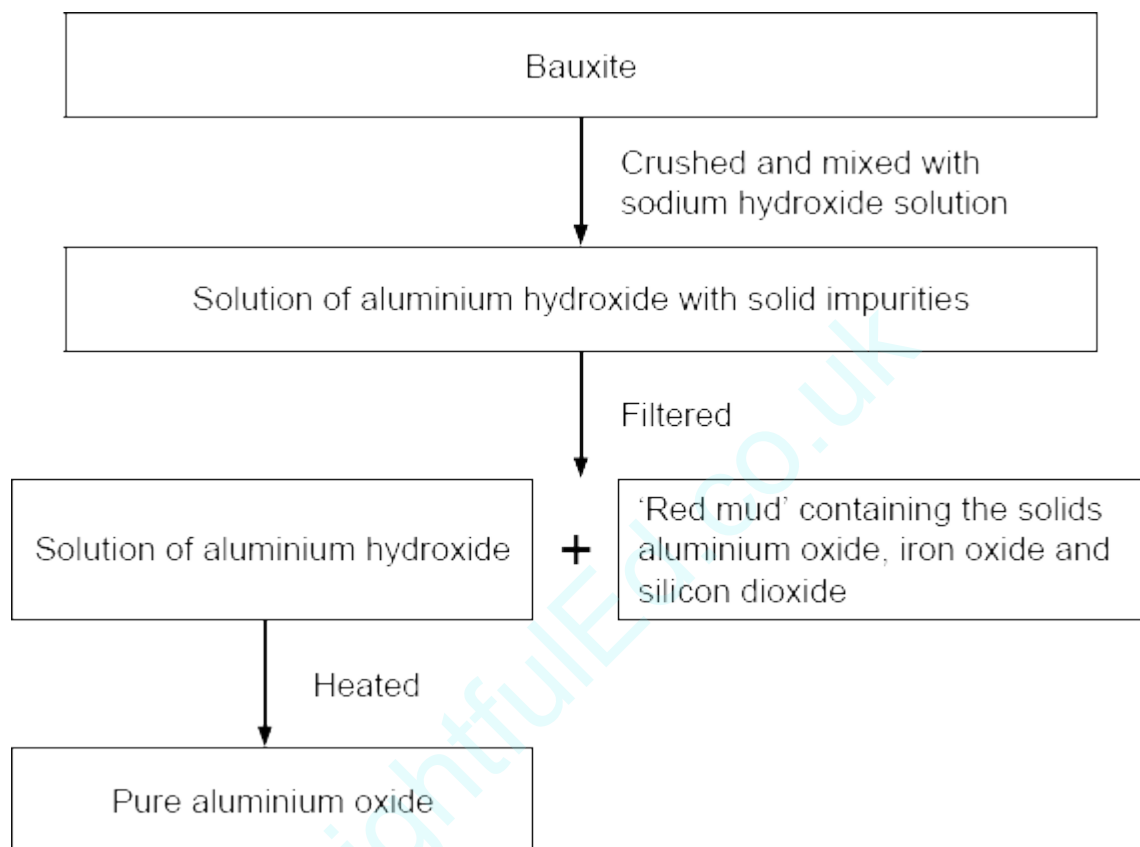 Bauxite
Crushed and mixed with
sodium hydroxide solution
Solution of aluminium hydroxide with solid impurities
Filtered
Solution of aluminium hydroxide
+
‘Red mud’ containing the solids
aluminium oxide, iron oxide and
silicon dioxide
Heated
Pure aluminium oxide